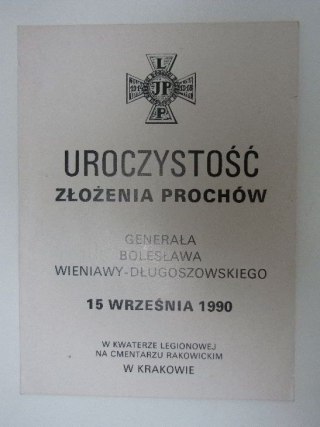 L
JP
P
UROCZYSTOŚĆ
ZŁOŻENIA PROCHÓW
GENERAŁA
BOLESŁAWA
WIENIAWY-DŁUGOSZOWSKIEGO
15 WRZEŚNIA 1990
W KWATERZE LEGIONOWEJ
NA CMENTARZU RAKOWICKIM
W KRAKOWIE